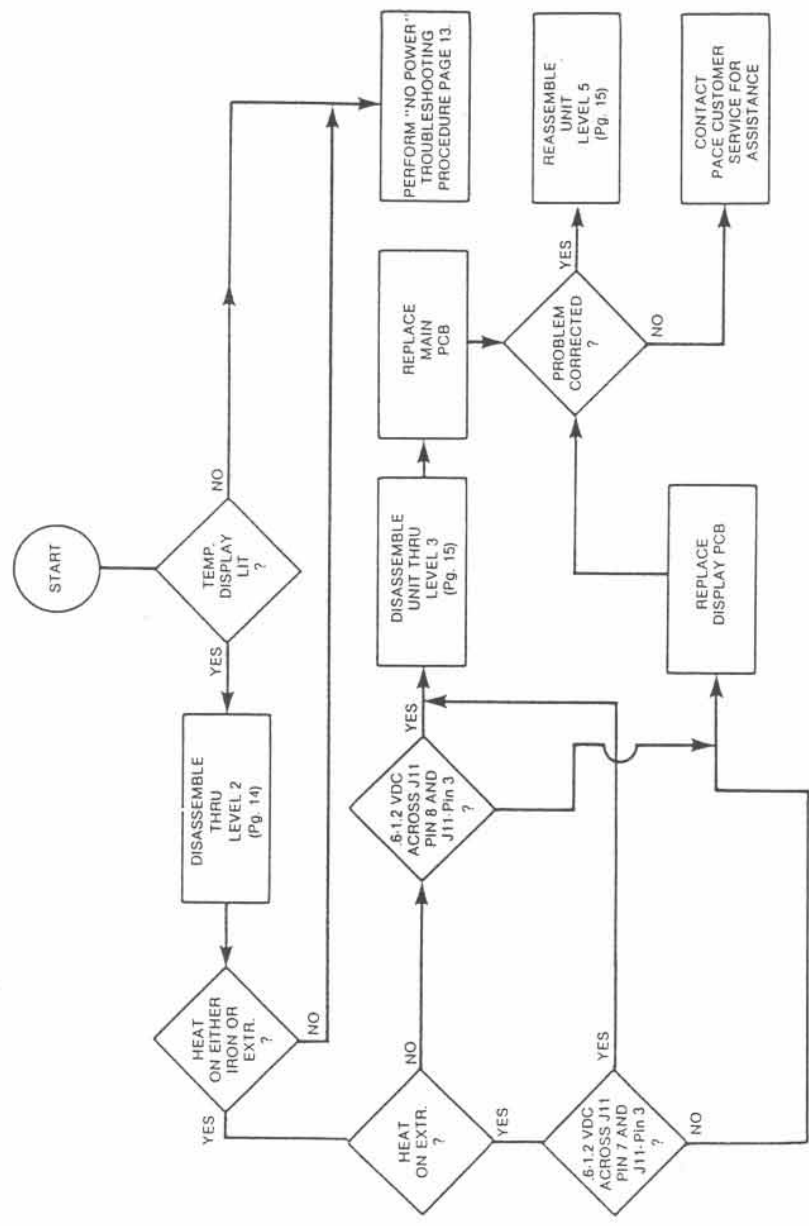 START
TEMP.
DISPLAY
LIT
?
NO
YES
PERFORM "NO POWER"
TROUBLESHOOTING
PROCEDURE PAGE 13.
DISASSEMBLE
THRU
LEVEL 2
(Pg. 14)
HEAT
ON EITHER
IRON OR
EXTR.
?
NO
YES
HEAT
ON EXTR.
?
NO
YES
.6-1.2 VDC
ACROSS J11
PIN 8 AND
J11-Pin 3
?
YES
DISASSEMBLE
UNIT THRU
LEVEL 3
(Pg. 15)
REPLACE
MAIN
PCB
.6-1.2 VDC
ACROSS J11
PIN 7 AND
J11-Pin 3
?
YES
NO
REPLACE
DISPLAY PCB
PROBLEM
CORRECTED
?
YES
REASSEMBLE
UNIT
LEVEL 5
(Pg. 15)
NO
CONTACT
PACE CUSTOMER
SERVICE FOR
ASSISTANCE